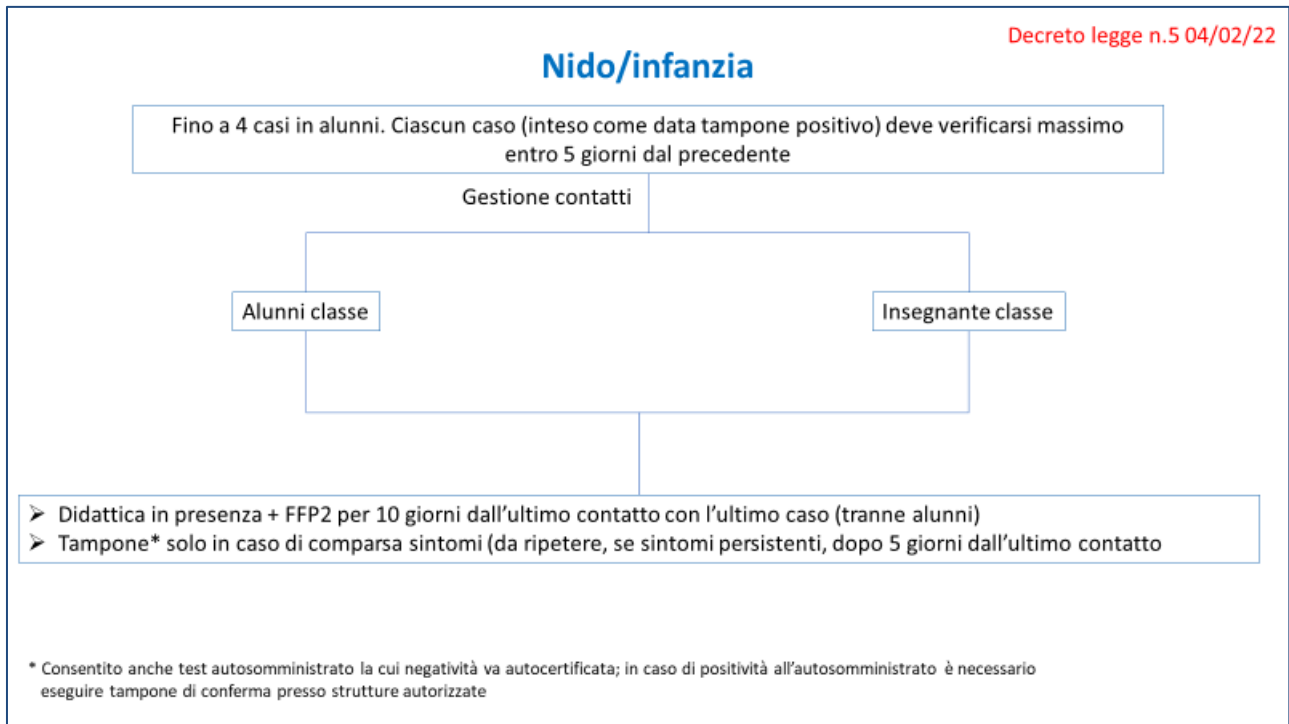 Decreto legge n.5 04/02/22
Nido/infanzia
Fino a 4 casi in alunni. Ciascun caso (inteso come data tampone positivo) deve verificarsi massimo
entro 5 giorni dal precedente
Gestione contatti
Alunni classe
Insegnante classe
➢ Didattica in presenza + FFP2 per 10 giorni dall'ultimo contatto con l'ultimo caso (tranne alunni)
➢ Tampone* solo in caso di comparsa sintomi (da ripetere, se sintomi persistenti, dopo 5 giorni dall'ultimo contatto
* Consentito anche test autosomministrato la cui negatività va autocertificata; in caso di positività all'autosomministrato è necessario
eseguire tampone di conferma presso strutture autorizzate